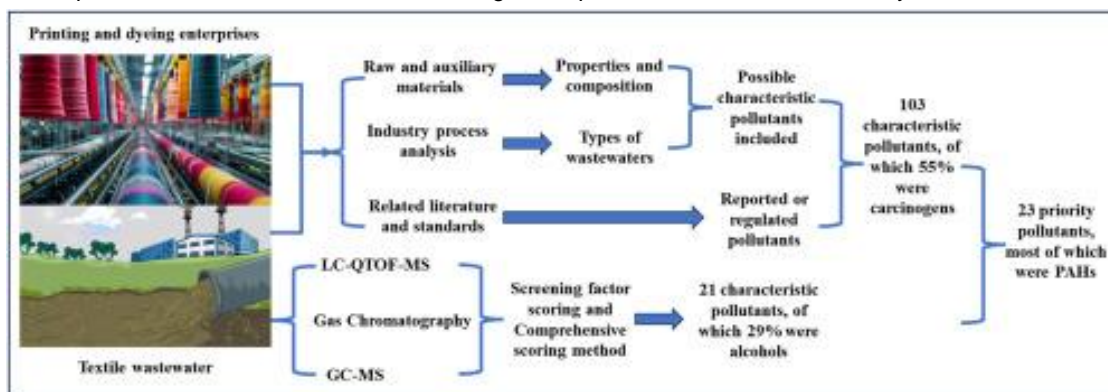 Printing and dyeing enterprises
Raw and auxiliary
materials
Properties and
composition
Industry process
analysis
Types of
wastewaters
Possible
characteristic
pollutants
included
Related literature
and standards
Reported or
regulated
pollutants
103
characteristic
pollutants, of
which 55%
were
carcinogens
23 priority
pollutants,
most of which
were PAHs
LC-QTOF-MS
Gas Chromatography
GC-MS
Screening factor
scoring and
Comprehensive
scoring method
21 characteristic
pollutants, of
which 29% were
alcohols
Textile wastewater